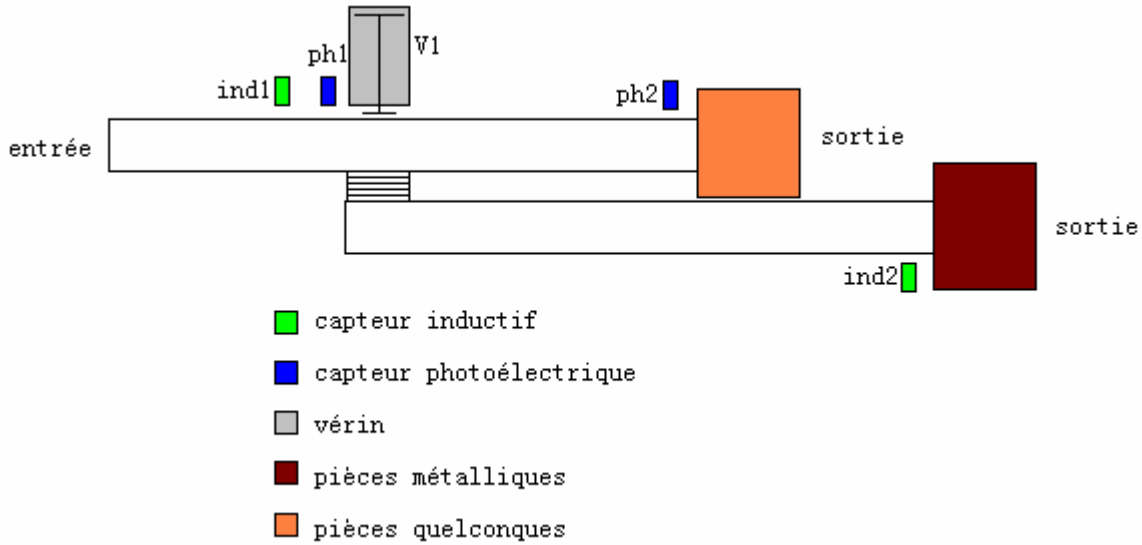 V1
ph1
ind1
ph2
entrée
sortie
sortie
ind2
capteur inductif
capteur photoélectrique
vérin
pièces métalliques
pièces quelconques